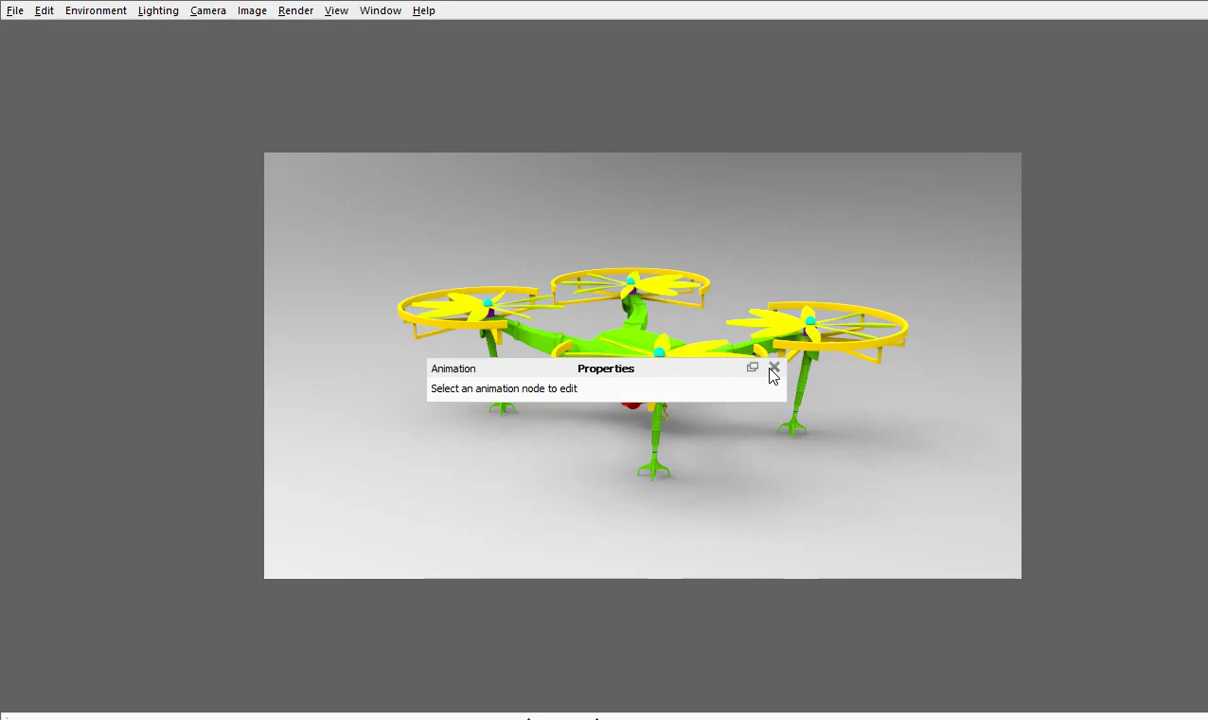 File Edit Environment Lighting Camera Image Render View Window Help
Animation Properties
Select an animation node to edit